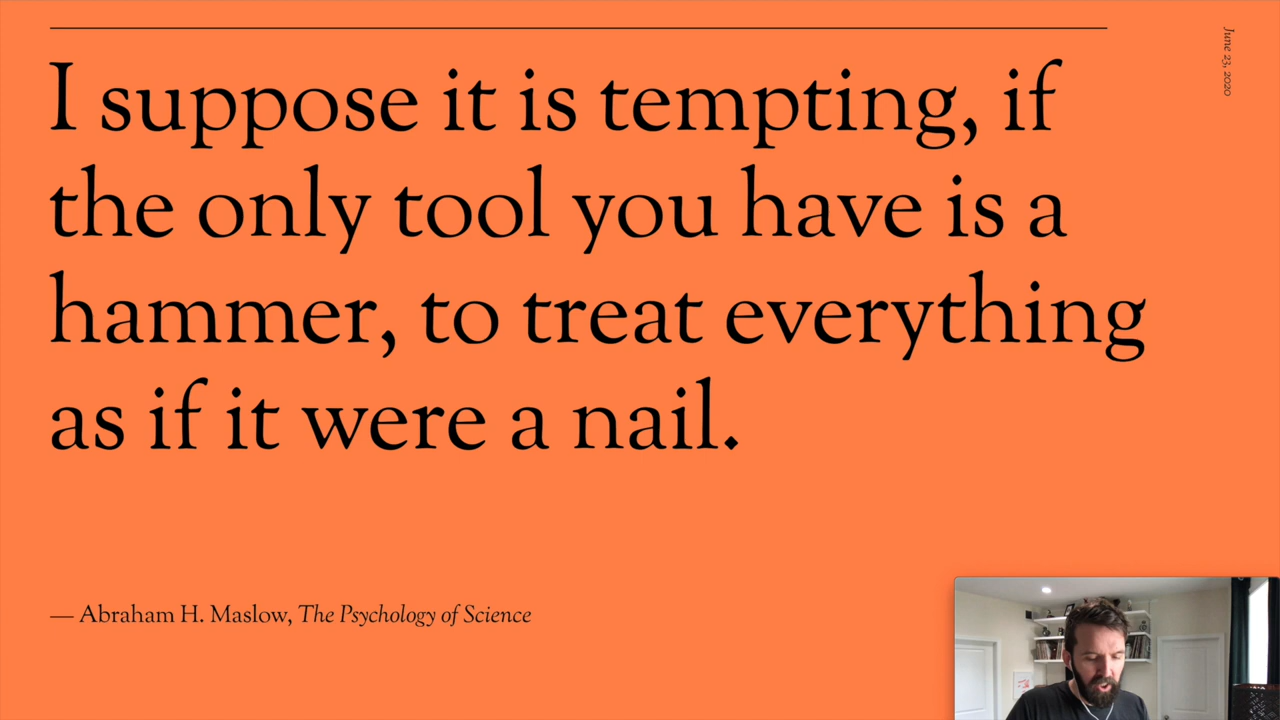 I suppose it is tempting, if
the only tool you have is a
hammer, to treat everything
as if it were a nail.
— Abraham H. Maslow, The Psychology of Science
June 23, 2020